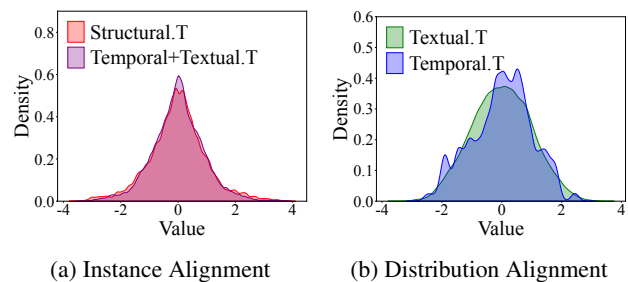 Structural.T
Temporal+Textual.T
Density
0.8
0.6
0.4
0.2
0.0
-4
-2
0
2
4
Value
(a) Instance Alignment
Textual.T
Temporal.T
Density
0.6
0.5
0.4
0.3
0.2
0.1
0.0
-4
-2
0
2
4
Value
(b) Distribution Alignment